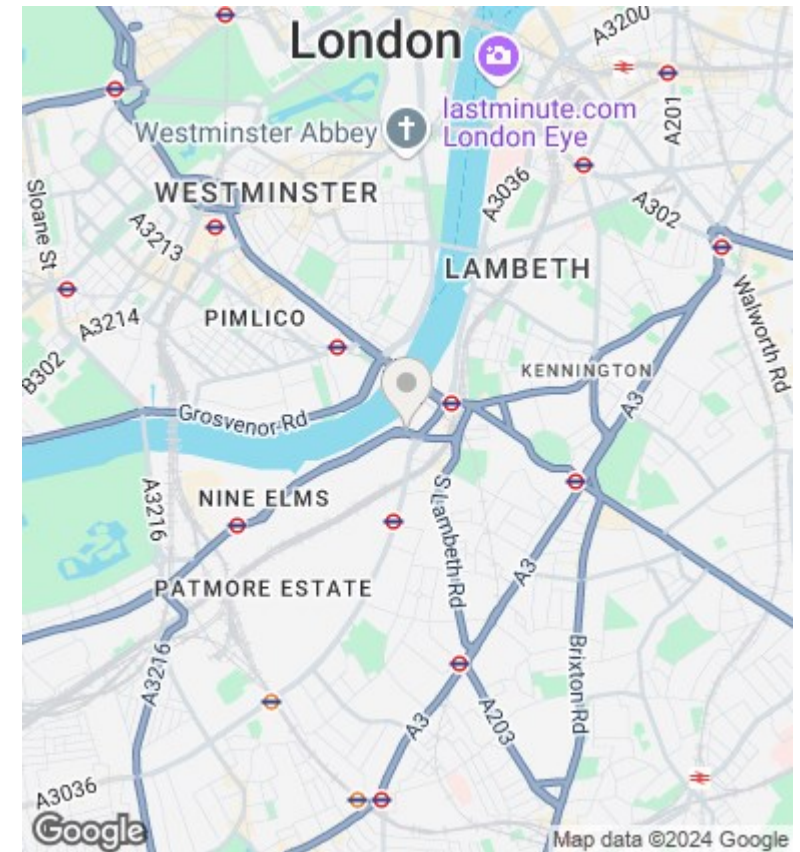 London
A3200
lastminute.com
London Eye
A201
Westminster Abbey
Sloane St
WESTMINSTER
A3036
A302
A3213
LAMBETH
A3214
PIMLICO
Walworth Rd
B302
KENNINGTON
A3
Grosvenor Rd
A3216
NINE ELMS
S Lambeth Rd
A3
PATMORE ESTATE
A3216
Brixton Rd
A203
A3
A3036
Google
Map data ©2024 Google